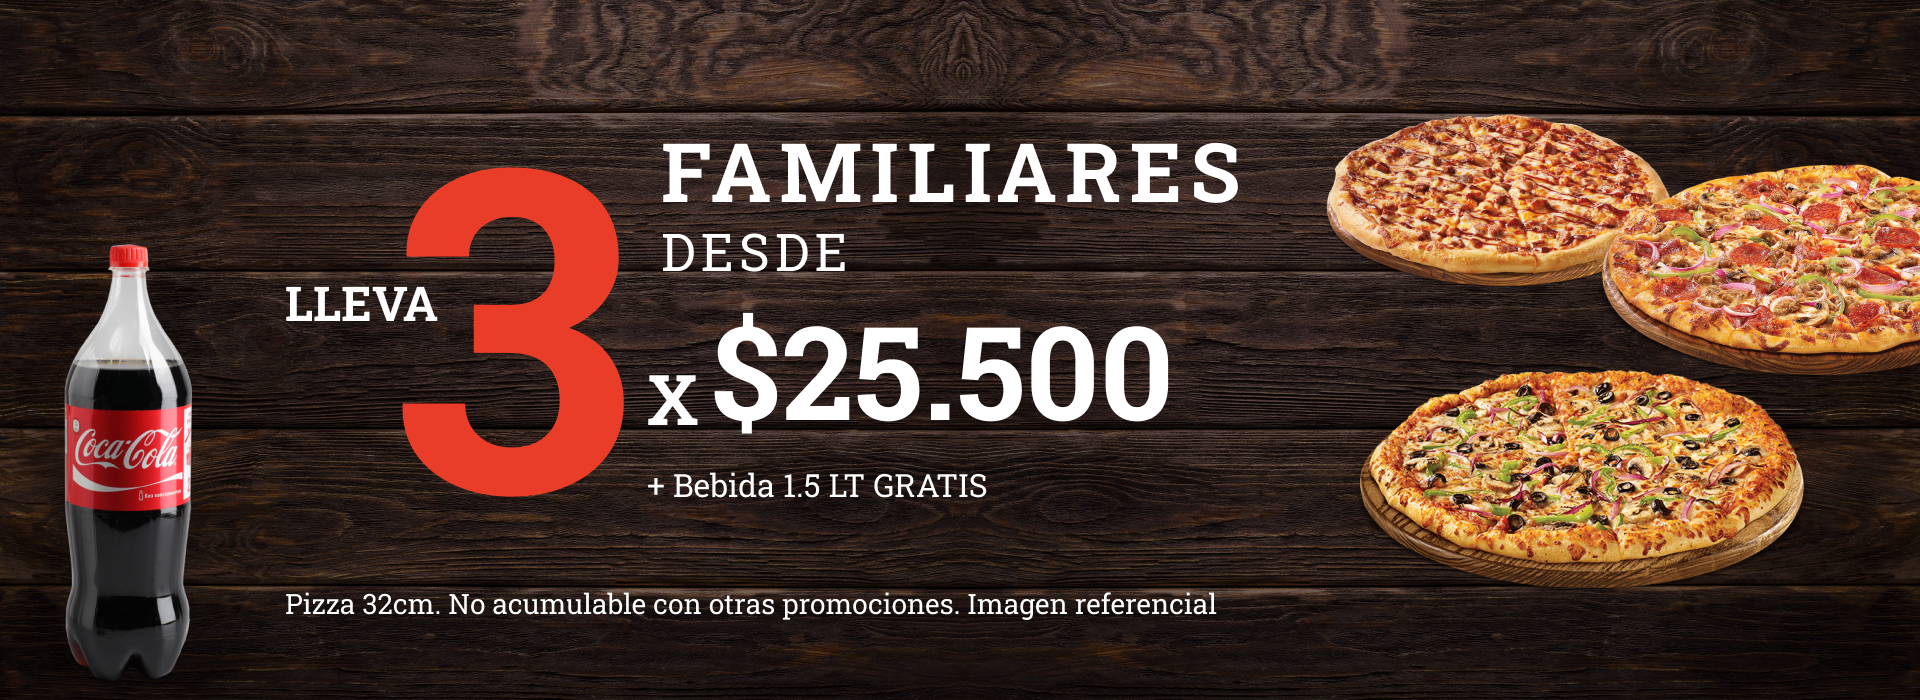 LLEVA
3
FAMILIARES
DESDE
x $25.500
+ Bebida 1.5 LT GRATIS
Coca-Cola
Pizza 32cm. No acumulable con otras promociones. Imagen referencial